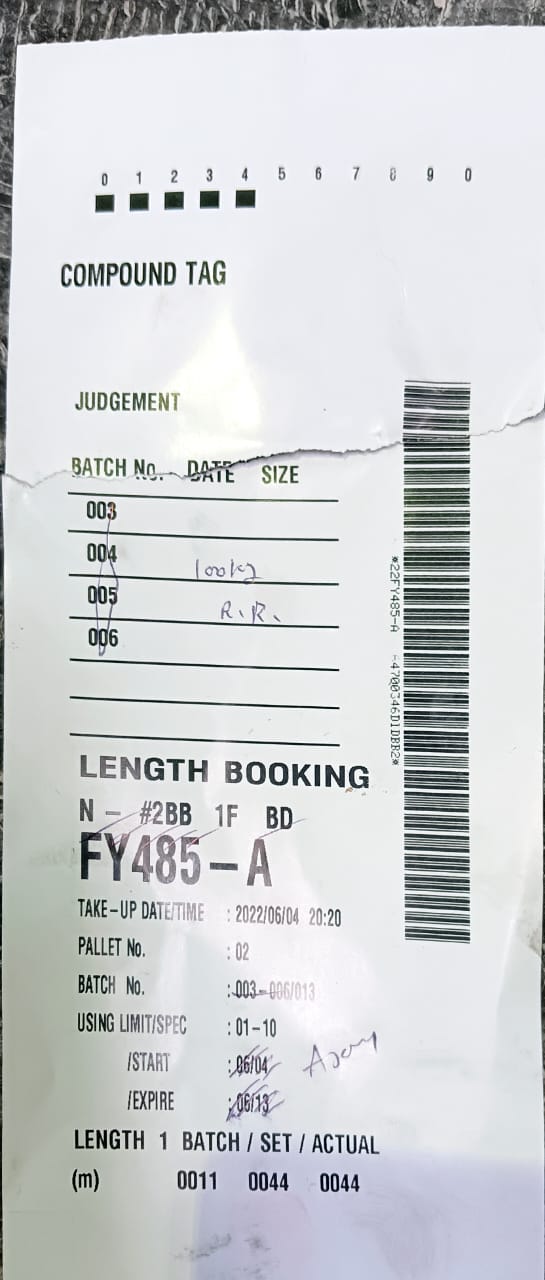 0 1 2 3 4 5 6 7 8 9 0
COMPOUND TAG
JUDGEMENT
BATCH No. DATE SIZE
003
004
100kg
005
R.R.
006
LENGTH BOOKING
N - #2BB 1F BD
FY485-A
TAKE-UP DATE/TIME : 2022/06/04 20:20
PALLET No. : 02
BATCH No. : 003-006/013
USING LIMIT/SPEC : 01-10
/START : 06/04
/EXPIRE : 06/13
LENGTH 1 BATCH / SET / ACTUAL
(m) 0011 0044 0044
*22FY485-A -4700346D1DBB2*